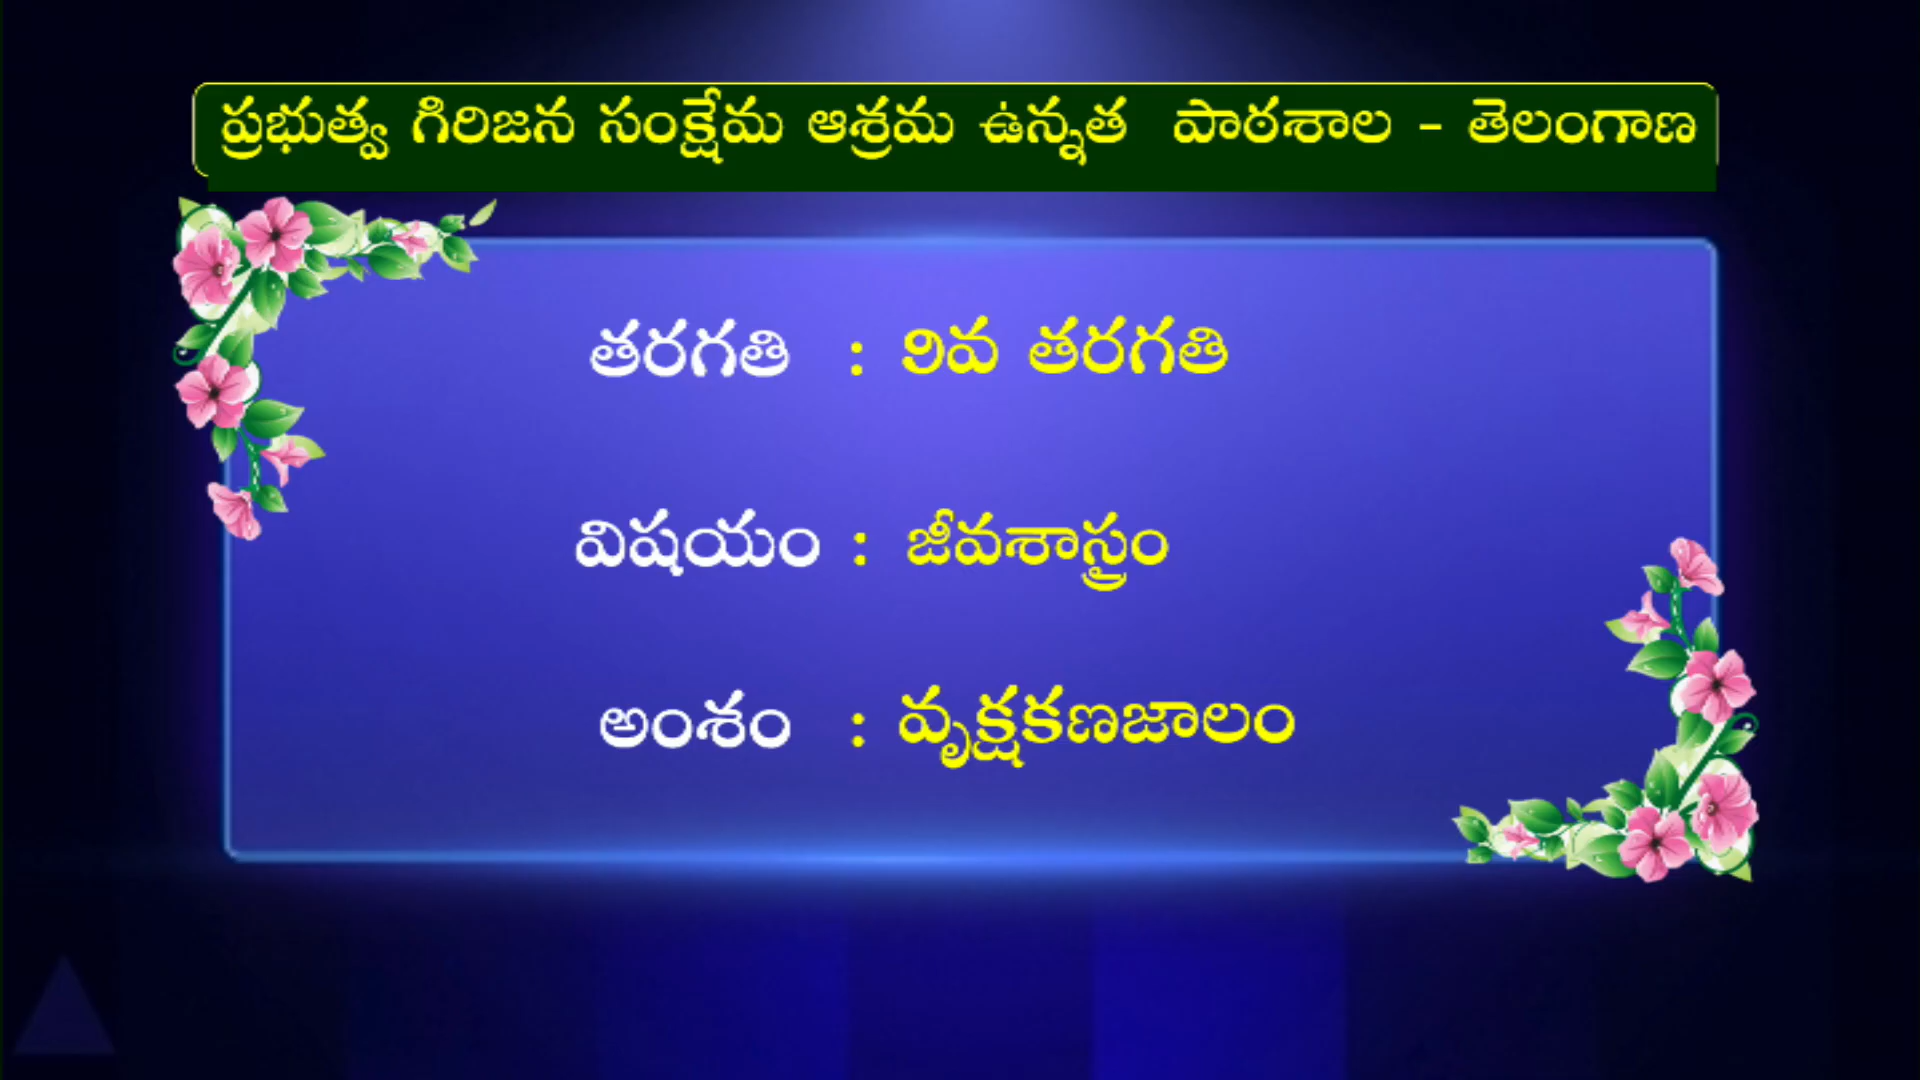 ప్రభుత్వ గిరిజన సంక్షేమ ఆశ్రమ ఉన్నత పాఠశాల - తెలంగాణ
తరగతి : 9వ తరగతి
విషయం : జీవశాస్త్రం
అంశం : వృక్షకణజాలం